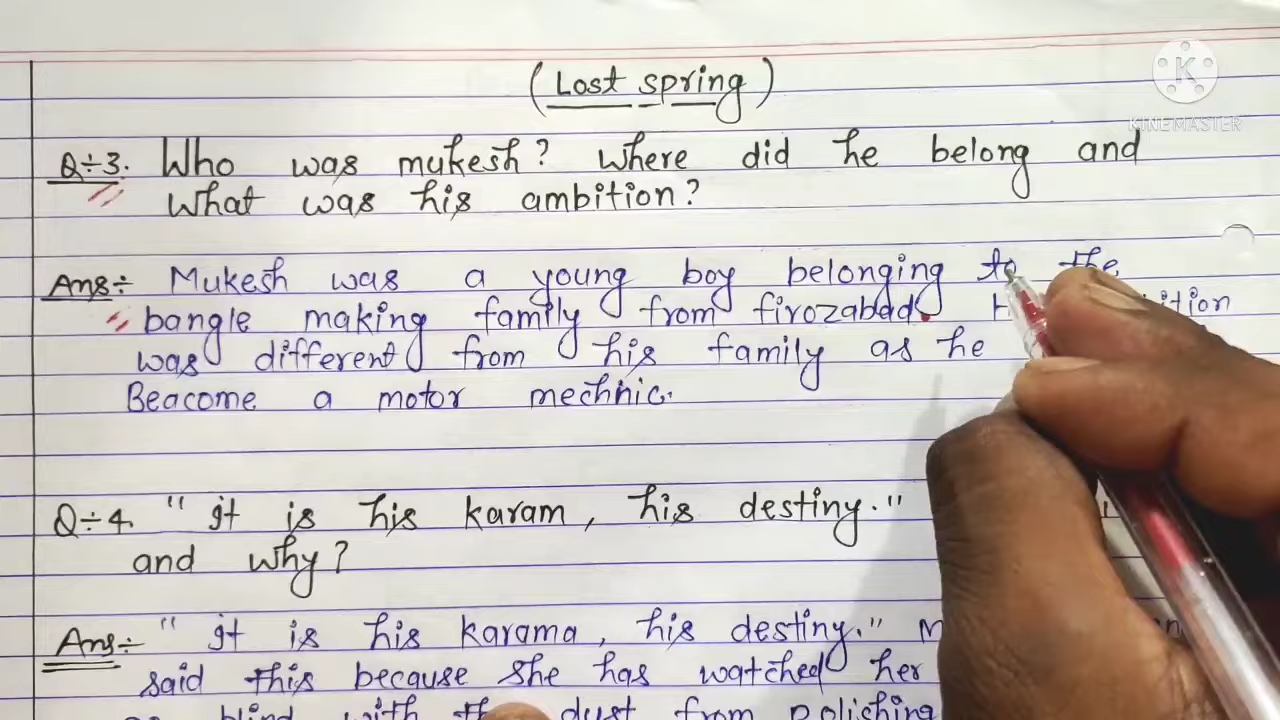 (Lost spring)
KINEMASTER
Q÷3. Who was mukesh? Where did he belong and
what was his ambition?
Ans÷ Mukesh was a young boy belonging to the
bangle making family from firozabad.
was different from his family as he
Beacome a motor mechnic.
Q÷4. "It is his karam, his destiny."
and why?
Ans÷ "It is his karama, his destiny."
said this because she has watched her
blind with the dust from polishing